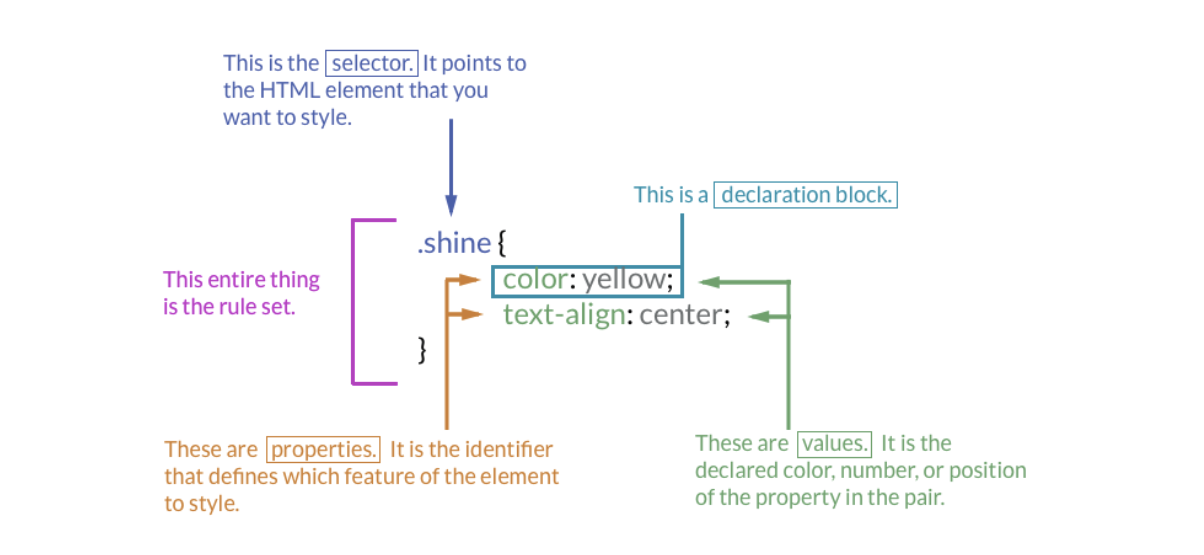 This is the selector. It points to
the HTML element that you
want to style.
This is a declaration block.
.shine {
This entire thing
is the rule set.
color: yellow;
text-align: center;
}
These are properties. It is the identifier
that defines which feature of the element
to style.
These are values. It is the
declared color, number, or position
of the property in the pair.